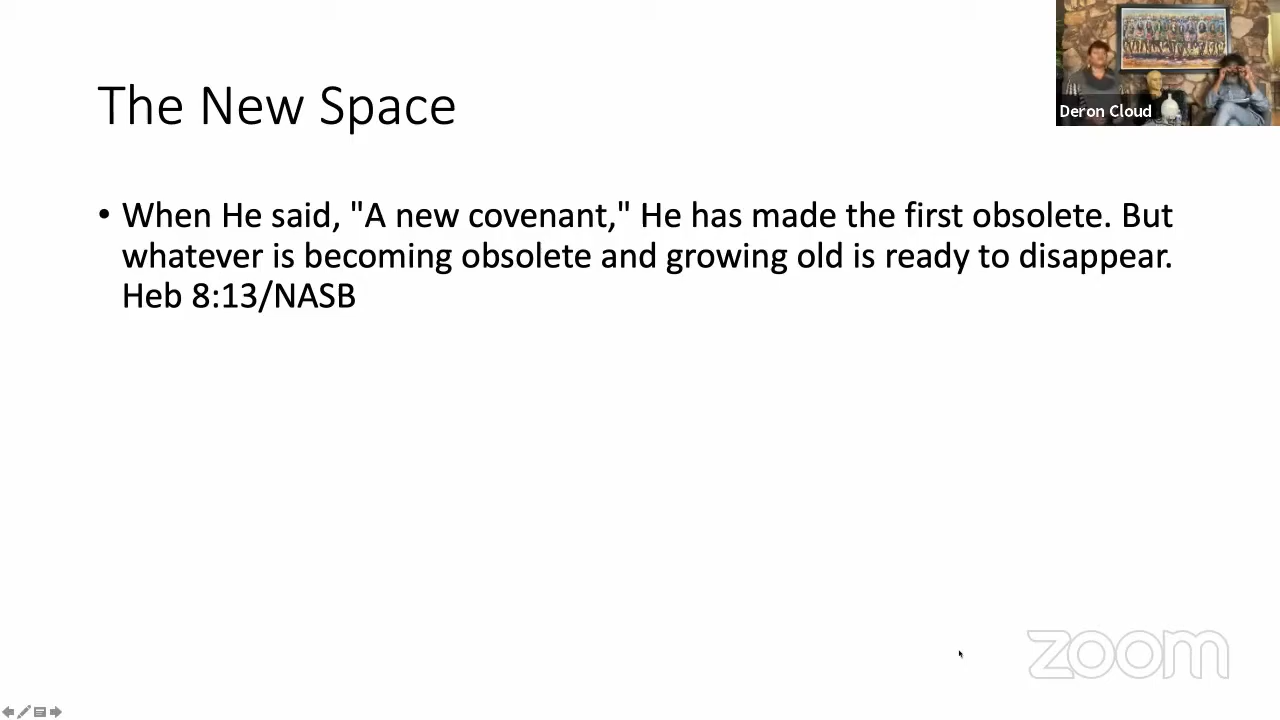 The New Space
Deron Cloud
• When He said, "A new covenant," He has made the first obsolete. But
whatever is becoming obsolete and growing old is ready to disappear.
Heb 8:13/NASB
zoom